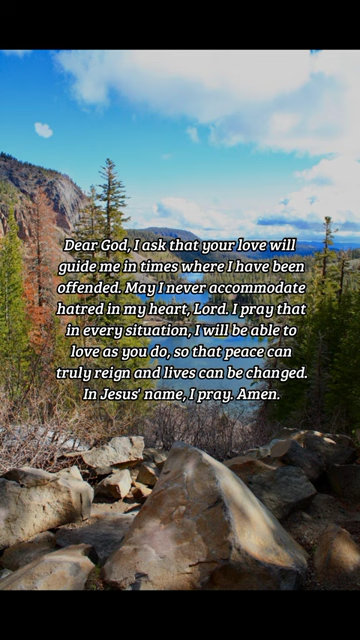 Dear God, I ask that your love will
guide me in times where I have been
offended. May I never accommodate
hatred in my heart, Lord. I pray that
in every situation, I will be able to
love as you do, so that peace can
truly reign and lives can be changed.
In Jesus' name, I pray. Amen.